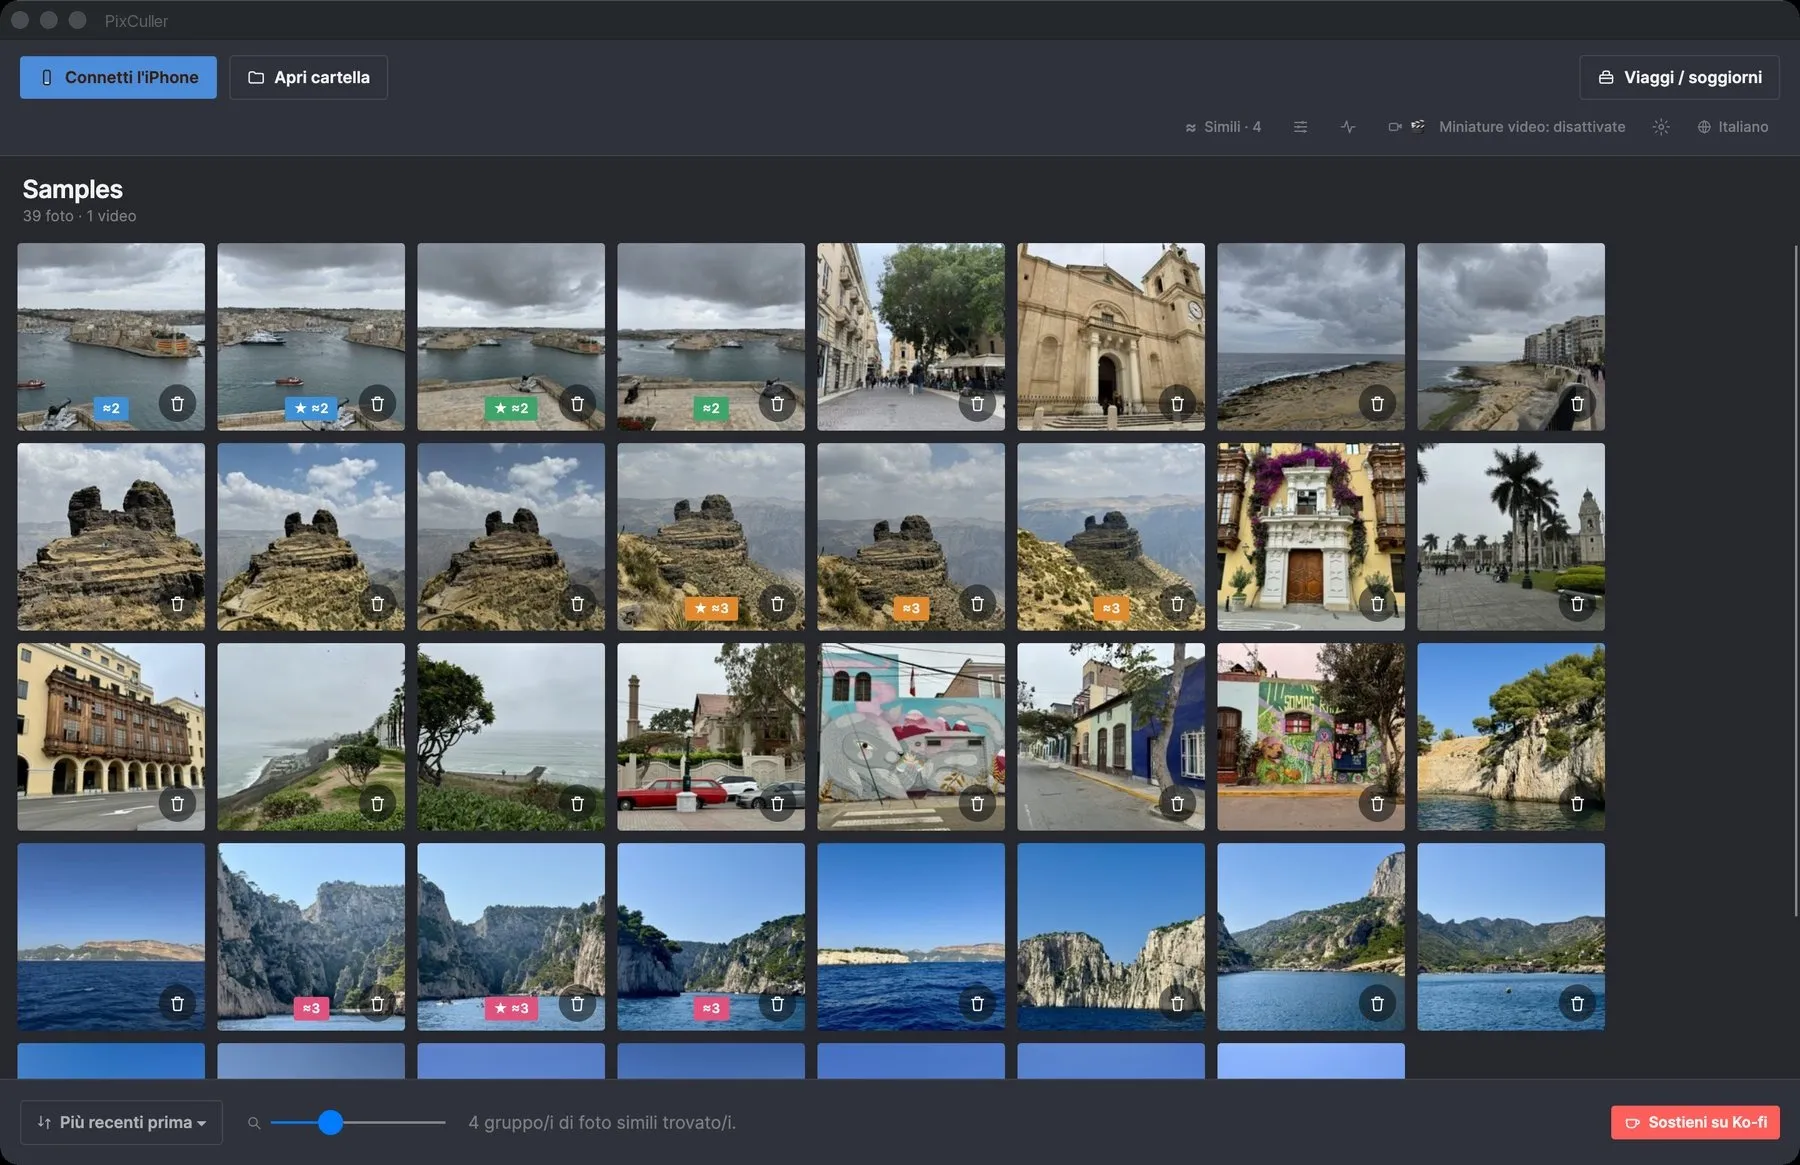 PixCuller
Connetti l'iPhone
Apri cartella
Viaggi / soggiorni
≈ Simili · 4
Miniature video: disattivate
Italiano
Samples
39 foto · 1 video
≈2
★ ≈2
★ ≈2
≈2
★ ≈3
≈3
≈3
SOMOS
≈3
★ ≈3
≈3
Più recenti prima
4 gruppo/i di foto simili trovato/i.
Sostieni su Ko-fi